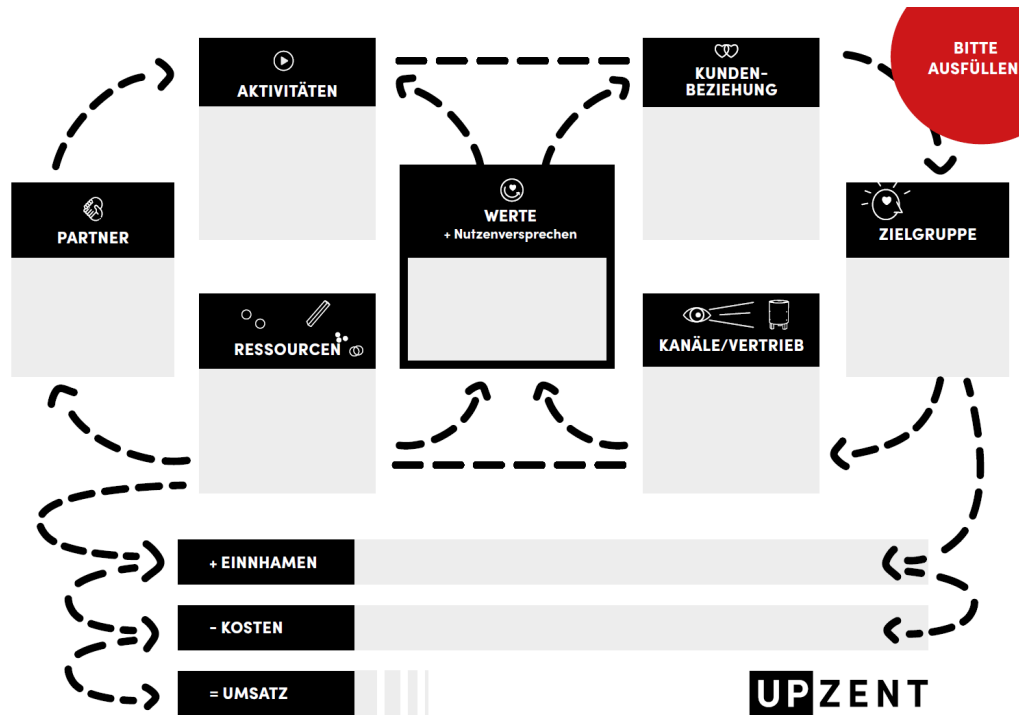 BITTE
AUSFÜLLEN
AKTIVITÄTEN
KUNDEN-
BEZIEHUNG
PARTNER
WERTE
+ Nutzenversprechen
ZIELGRUPPE
RESSOURCEN
KANÄLE/VERTRIEB
+ EINNHAMEN
- KOSTEN
= UMSATZ
UPZENT